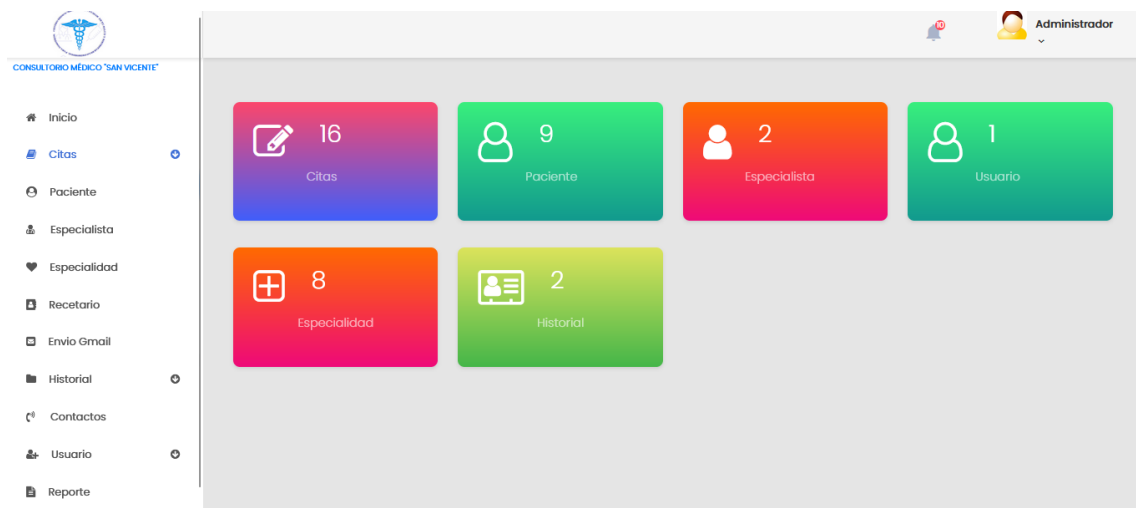 CONSULTORIO MÉDICO "SAN VICENTE"
10
Administrador
Inicio
Citas
Paciente
Especialista
Especialidad
Recetario
Envio Gmail
Historial
Contactos
Usuario
Reporte
16
Citas
9
Paciente
2
Especialista
1
Usuario
8
Especialidad
2
Historial